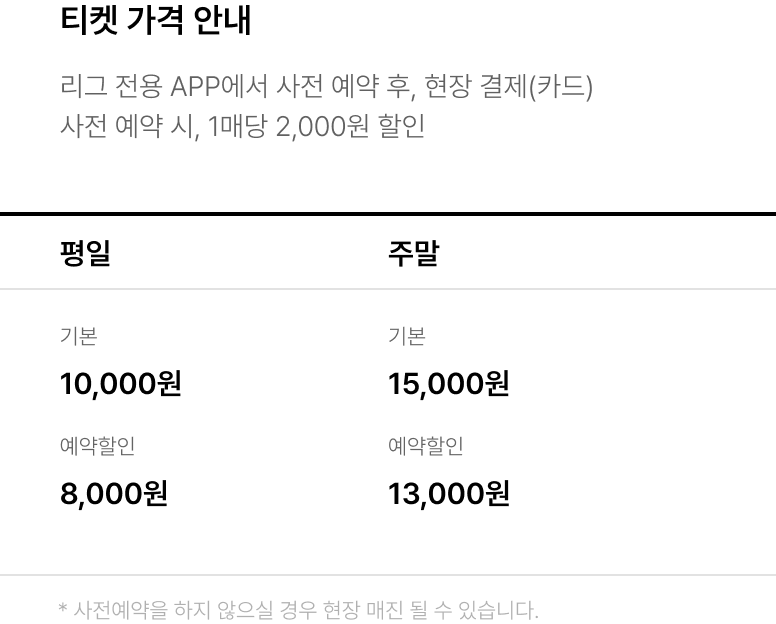 티켓 가격 안내
리그 전용 APP에서 사전 예약 후, 현장 결제(카드)
사전 예약 시, 1매당 2,000원 할인
평일 주말
기본 기본
10,000원 15,000원
예약할인 예약할인
8,000원 13,000원
* 사전예약을 하지 않으실 경우 현장 매진 될 수 있습니다.